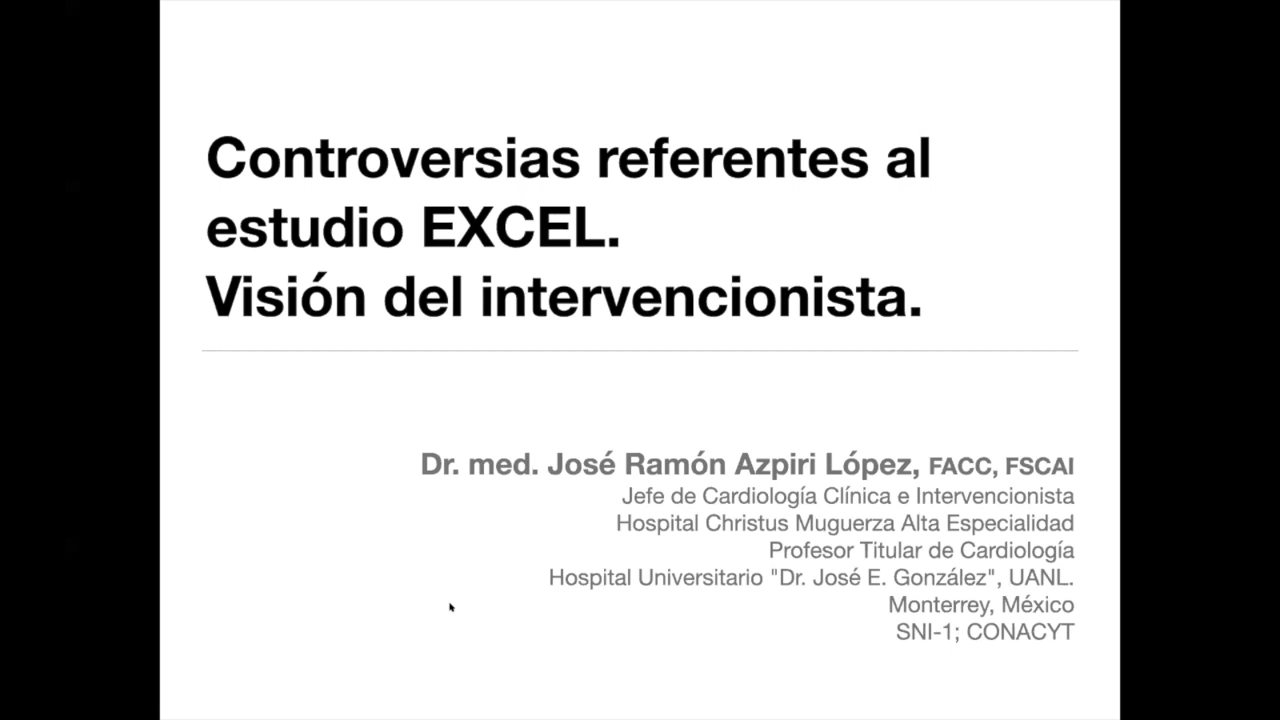 Controversias referentes al
estudio EXCEL.
Visión del intervencionista.
Dr. med. José Ramón Azpiri López, FACC, FSCAI
Jefe de Cardiología Clínica e Intervencionista
Hospital Christus Muguerza Alta Especialidad
Profesor Titular de Cardiología
Hospital Universitario "Dr. José E. González", UANL.
Monterrey, México
SNI-1; CONACYT